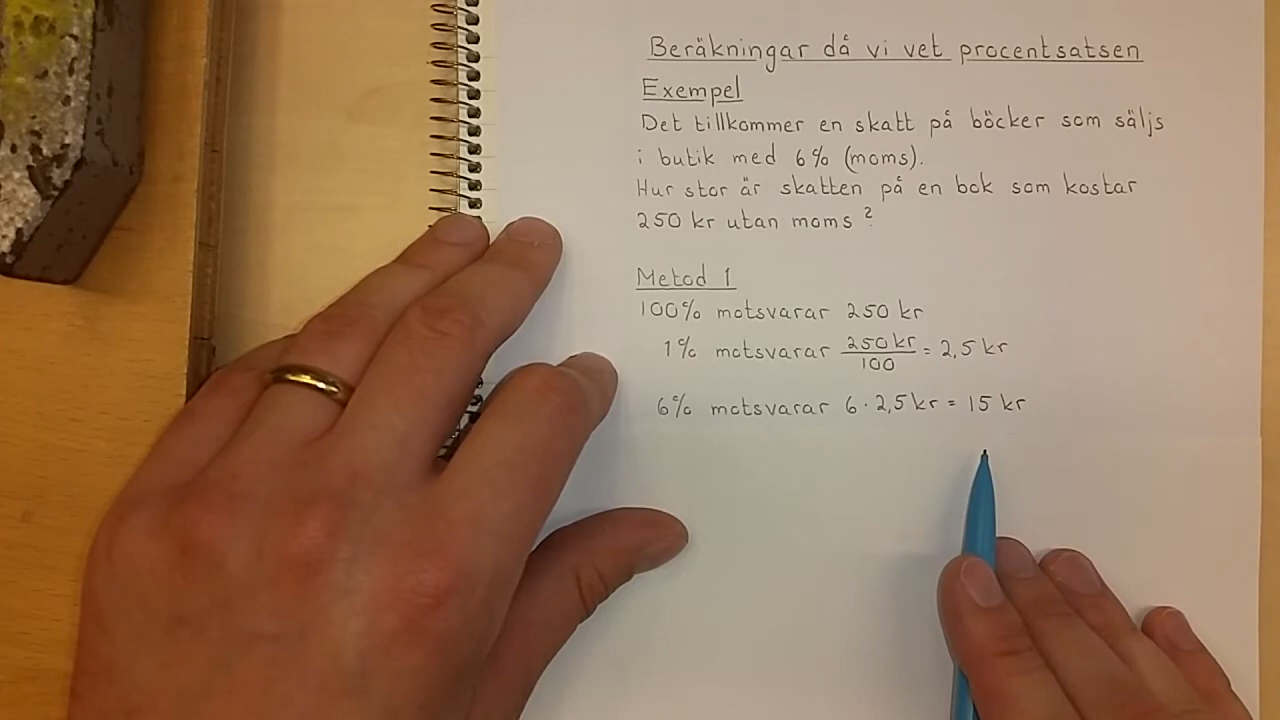 Beräkningar då vi vet procentsatsen
Exempel
Det tillkommer en skatt på böcker som säljs
i butik med 6% (moms).
Hur stor är skatten på en bok som kostar
250 kr utan moms?
Metod 1
100% motsvarar 250 kr
1% motsvarar 250 kr/100 = 2,5 kr
6% motsvarar 6 · 2,5 kr = 15 kr